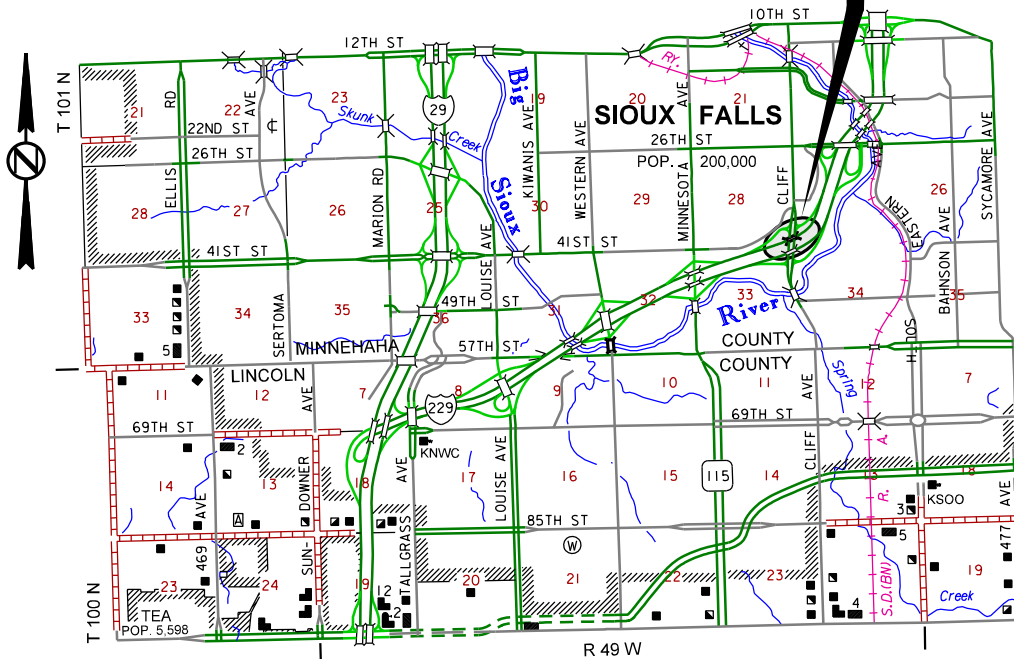 10TH ST
12TH ST
RY.
T 101 N
21
RD
22
AVE
23
29
Big
19
KIWANIS AVE
20
AVE
21
SIOUX FALLS
Skunk
Creek
22ND ST
26TH ST
26TH ST
POP. 200,000
ELLIS
28
27
26
MARION RD
25
Sioux
30
WESTERN AVE
29
MINNESOTA
28
CLIFF
EASTERN
AVE
26
BAHNSON AVE
SYCAMORE AVE
41ST ST
41ST ST
LOUISE AVE
33
34
SERTOMA
35
49TH ST
36
31
32
33
River
34
35
SOUTH
5
MINNEHAHA
57TH ST
COUNTY
LINCOLN
COUNTY
Spring
11
12
AVE
7
8
9
10
11
AVE
12
7
229
69TH ST
69TH ST
2
KNWC
A.
14
AVE
13
DOWNER
18
AVE
17
LOUISE AVE
16
15
115
14
CLIFF
13
18
R.
KSOO
AVE
A
3
85TH ST
W
5
477
469
SUN-
TALLGRASS
23
24
19
20
21
22
23
19
S.D.(BN)
12
2
4
Creek
TEA
POP. 5,598
T 100 N
R 49 W